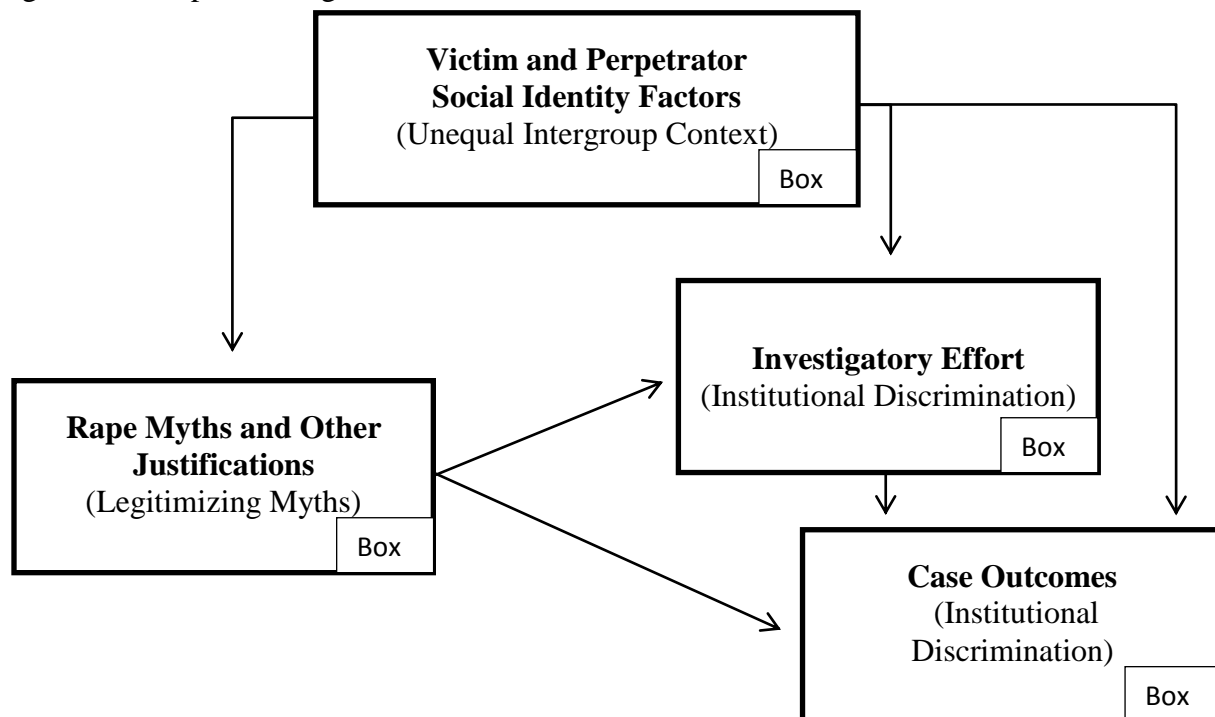 Victim and Perpetrator
Social Identity Factors
(Unequal Intergroup Context)
Box
Investigatory Effort
(Institutional Discrimination)
Box
Rape Myths and Other
Justifications
(Legitimizing Myths)
Box
Case Outcomes
(Institutional
Discrimination)
Box